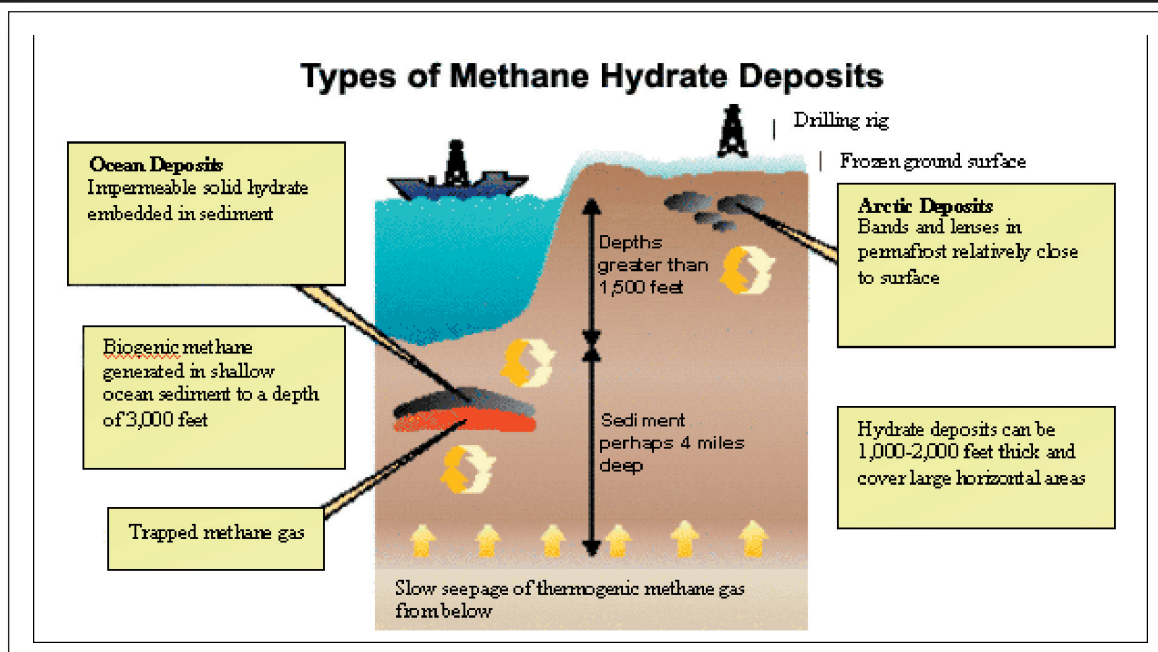 Types of Methane Hydrate Deposits
Drilling rig
Frozen ground surface
Ocean Deposits
Impermeable solid hydrate
embedded in sediment
Arctic Deposits
Bands and lenses in
permafrost relatively close
to surface
Depths
greater than
1,500 feet
Biogenic methane
generated in shallow
ocean sediment to a depth
of 3,000 feet
Sediment
perhaps 4 miles
deep
Hydrate deposits can be
1,000-2,000 feet thick and
cover large horizontal areas
Trapped methane gas
Slow seepage of thermogenic methane gas
from below